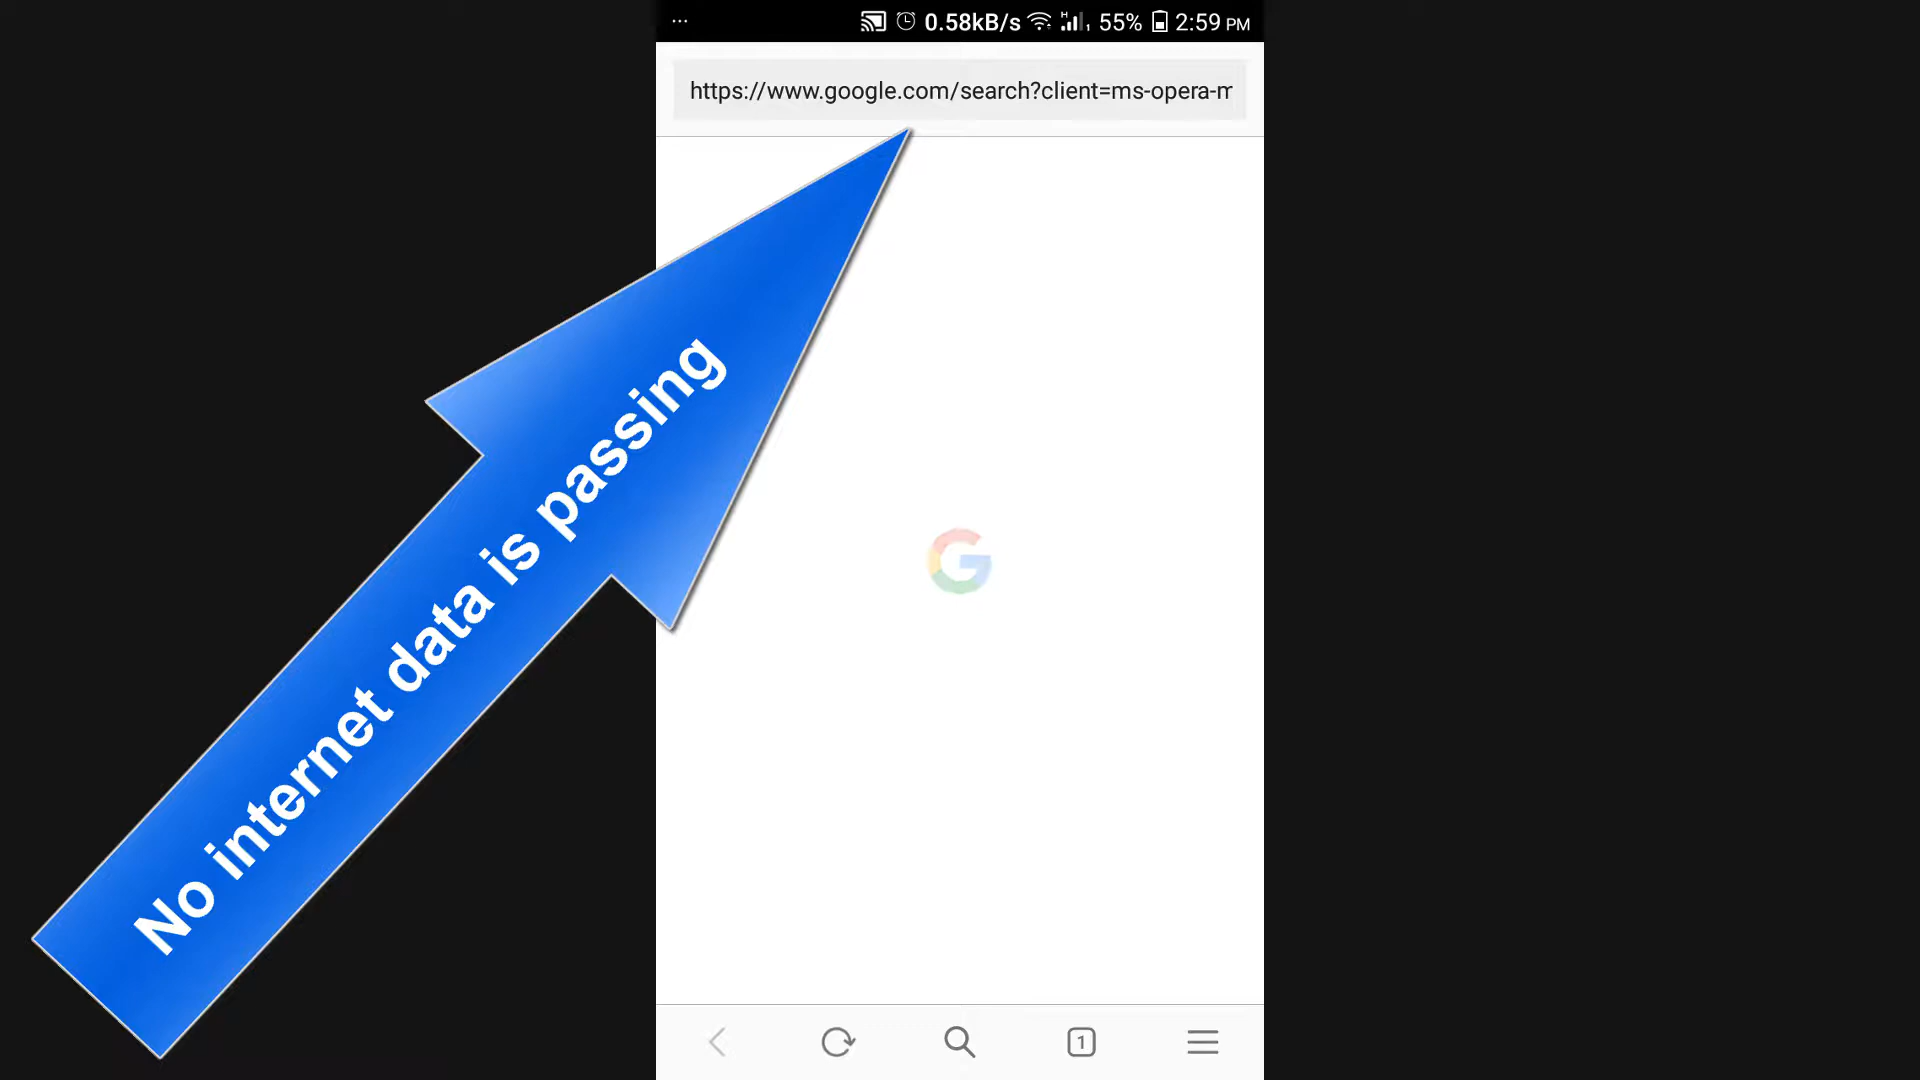 ... 0.58kB/s H 1 55% 2:59 PM
https://www.google.com/search?client=ms-opera-m
No internet data is passing
G
1